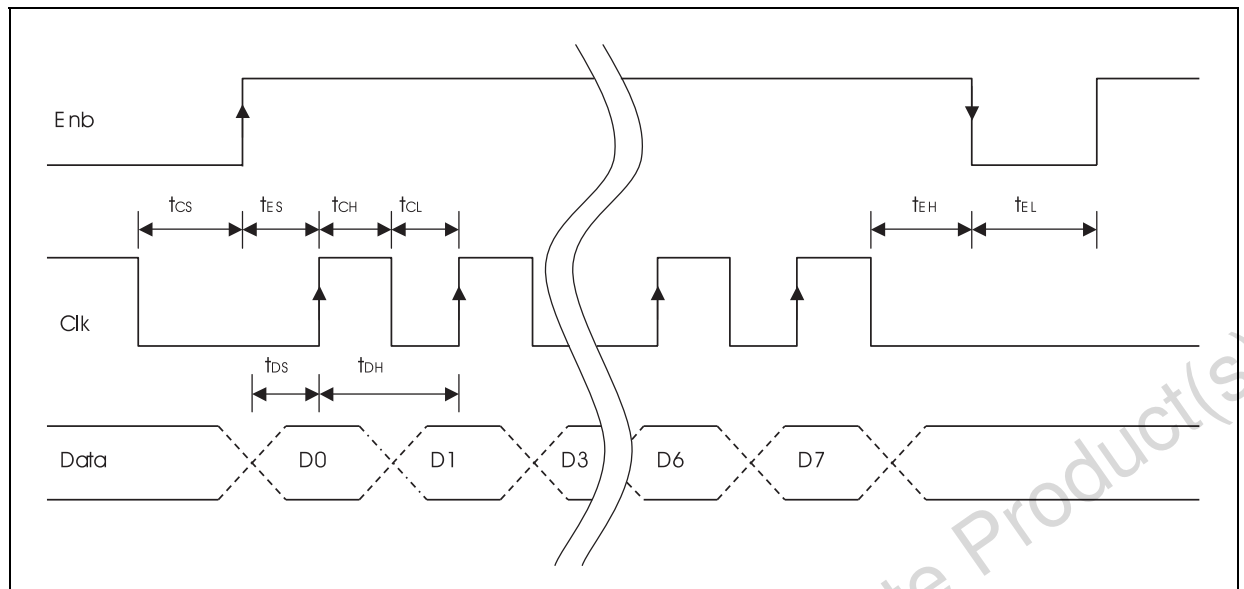 Enb
tCS tES tCH tCL tEH tEL
Clk
tDS tDH
Data D0 D1 D3 D6 D7
te Product(s)